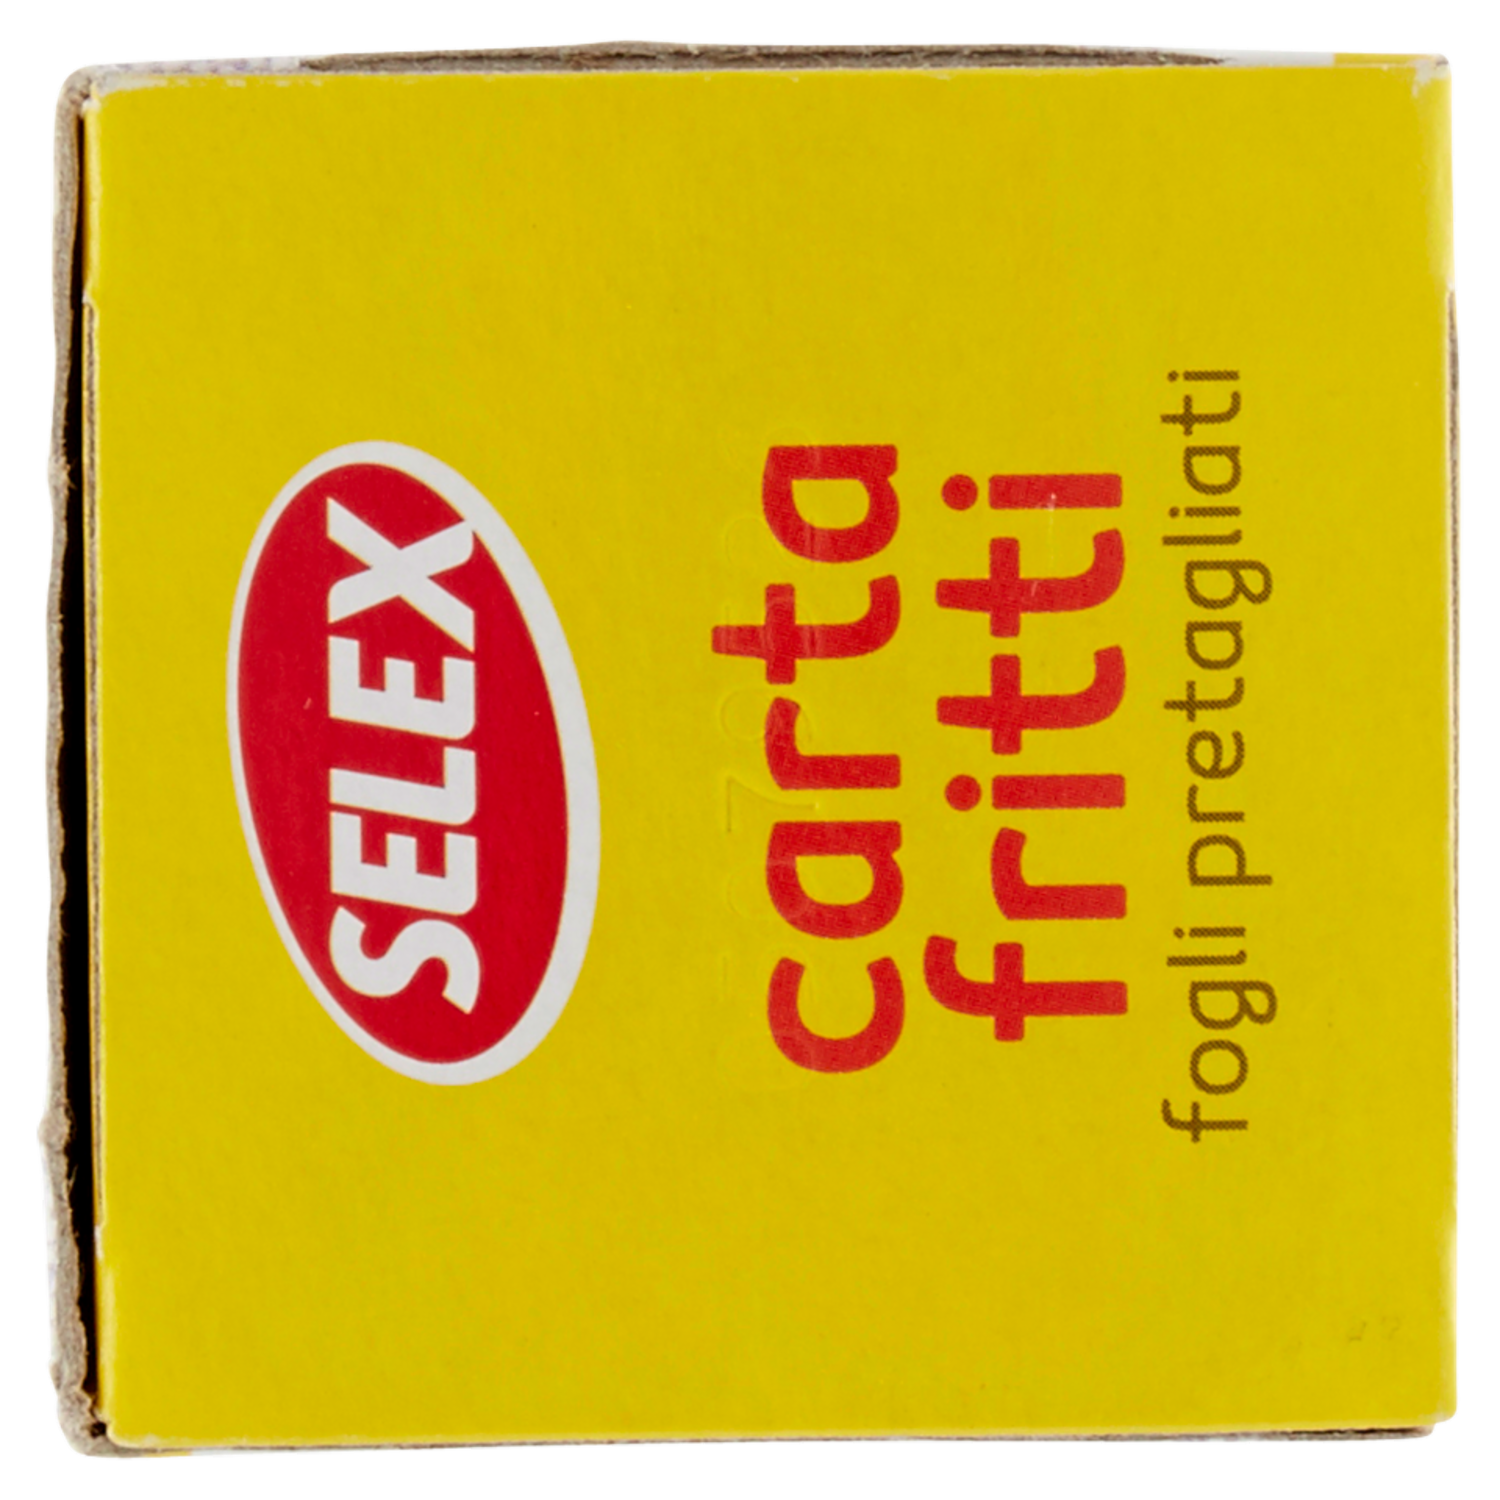 SELEX
carta
fritti
fogli pretagliati